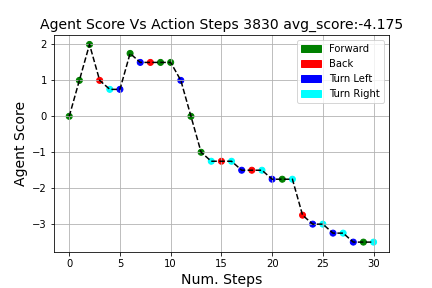 Agent Score Vs Action Steps 3830 avg_score:-4.175
Agent Score
2
1
0
−1
−2
−3
Forward
Back
Turn Left
Turn Right
0 5 10 15 20 25 30
Num. Steps